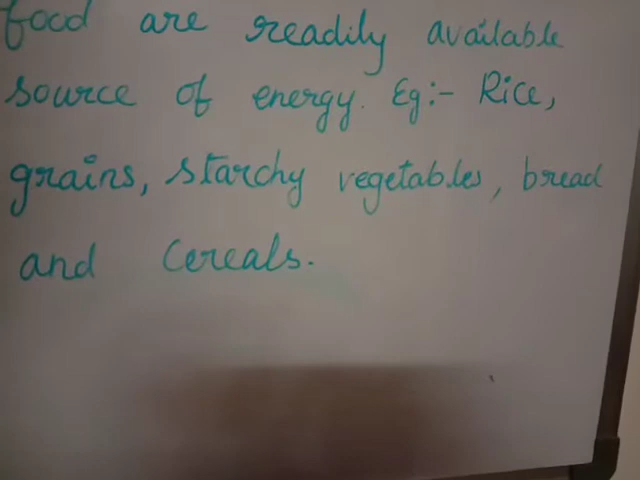 food are readily available
source of energy. Eg:- Rice,
grains, starchy vegetables, bread
and cereals.